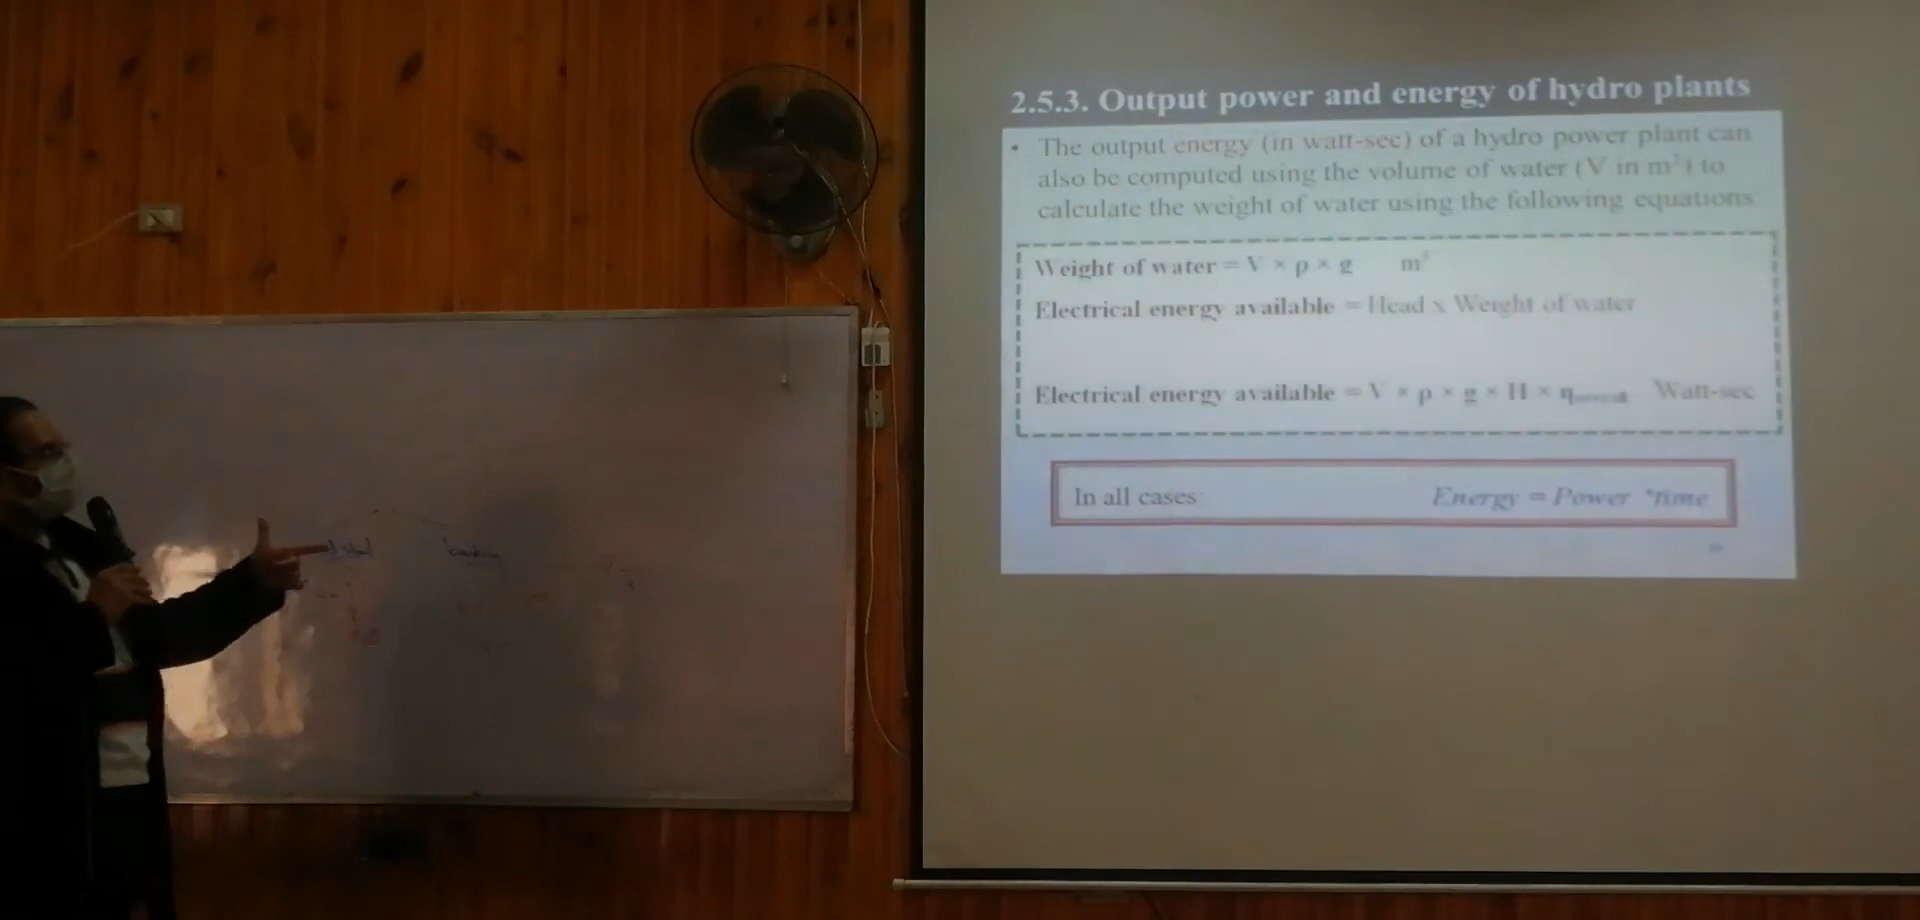 2.5.3. Output power and energy of hydro plants
• The output energy (in watt-sec) of a hydro power plant can
also be computed using the volume of water (V in m³) to
calculate the weight of water using the following equations
Weight of water = V × ρ × g m³
Electrical energy available = Head x Weight of water
Electrical energy available = V × ρ × g × H × η Watt-sec
In all cases: Energy = Power *time